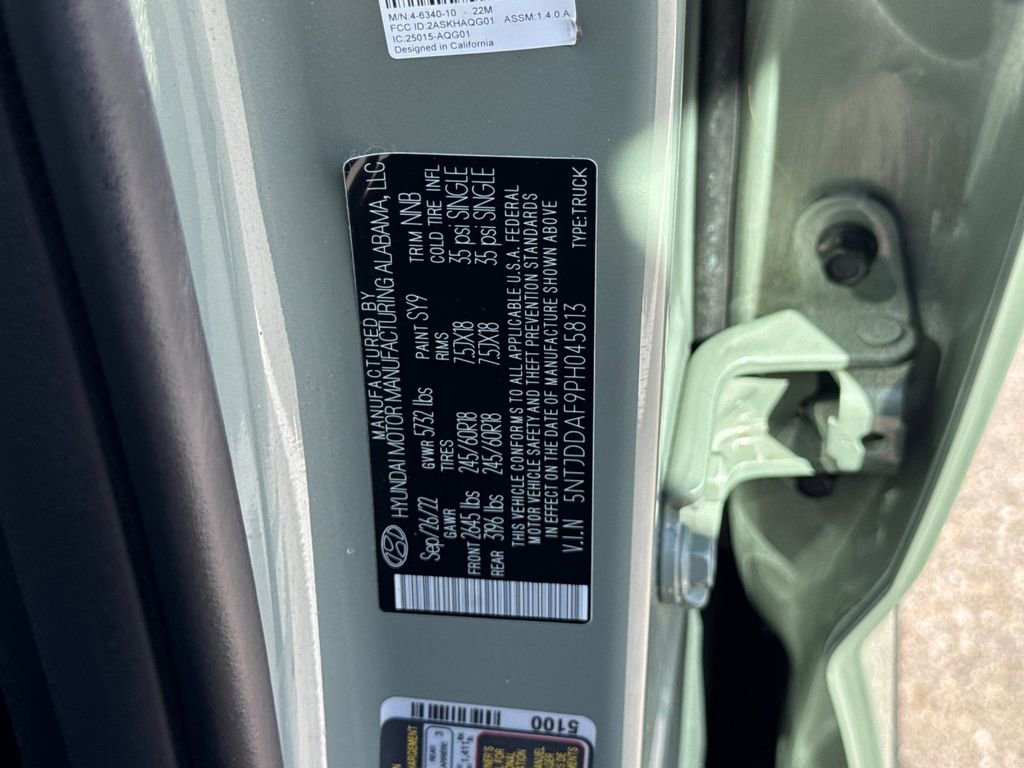 M/N:4-6340-10 22M
FCC ID:2ASKHAQG01 ASSM:1.4.0.A
IC:25015-AQG01
Designed in California
MANUFACTURED BY
HYUNDAI MOTOR MANUFACTURING ALABAMA, LLC
Sep/26/22 GVWR 5732 lbs PAINT SY9 TRIM NNB
GAWR TIRES RIMS COLD TIRE INFL
FRONT 2645 lbs 245/60R18 7.5JX18 35 psi SINGLE
REAR 3196 lbs 245/60R18 7.5JX18 35 psi SINGLE
THIS VEHICLE CONFORMS TO ALL APPLICABLE U.S.A. FEDERAL
MOTOR VEHICLE SAFETY AND THEFT PREVENTION STANDARDS
IN EFFECT ON THE DATE OF MANUFACTURE SHOWN ABOVE
V.I.N 5NTJDDAF9PH045813 TYPE:TRUCK
5100
REAR 3
1,411